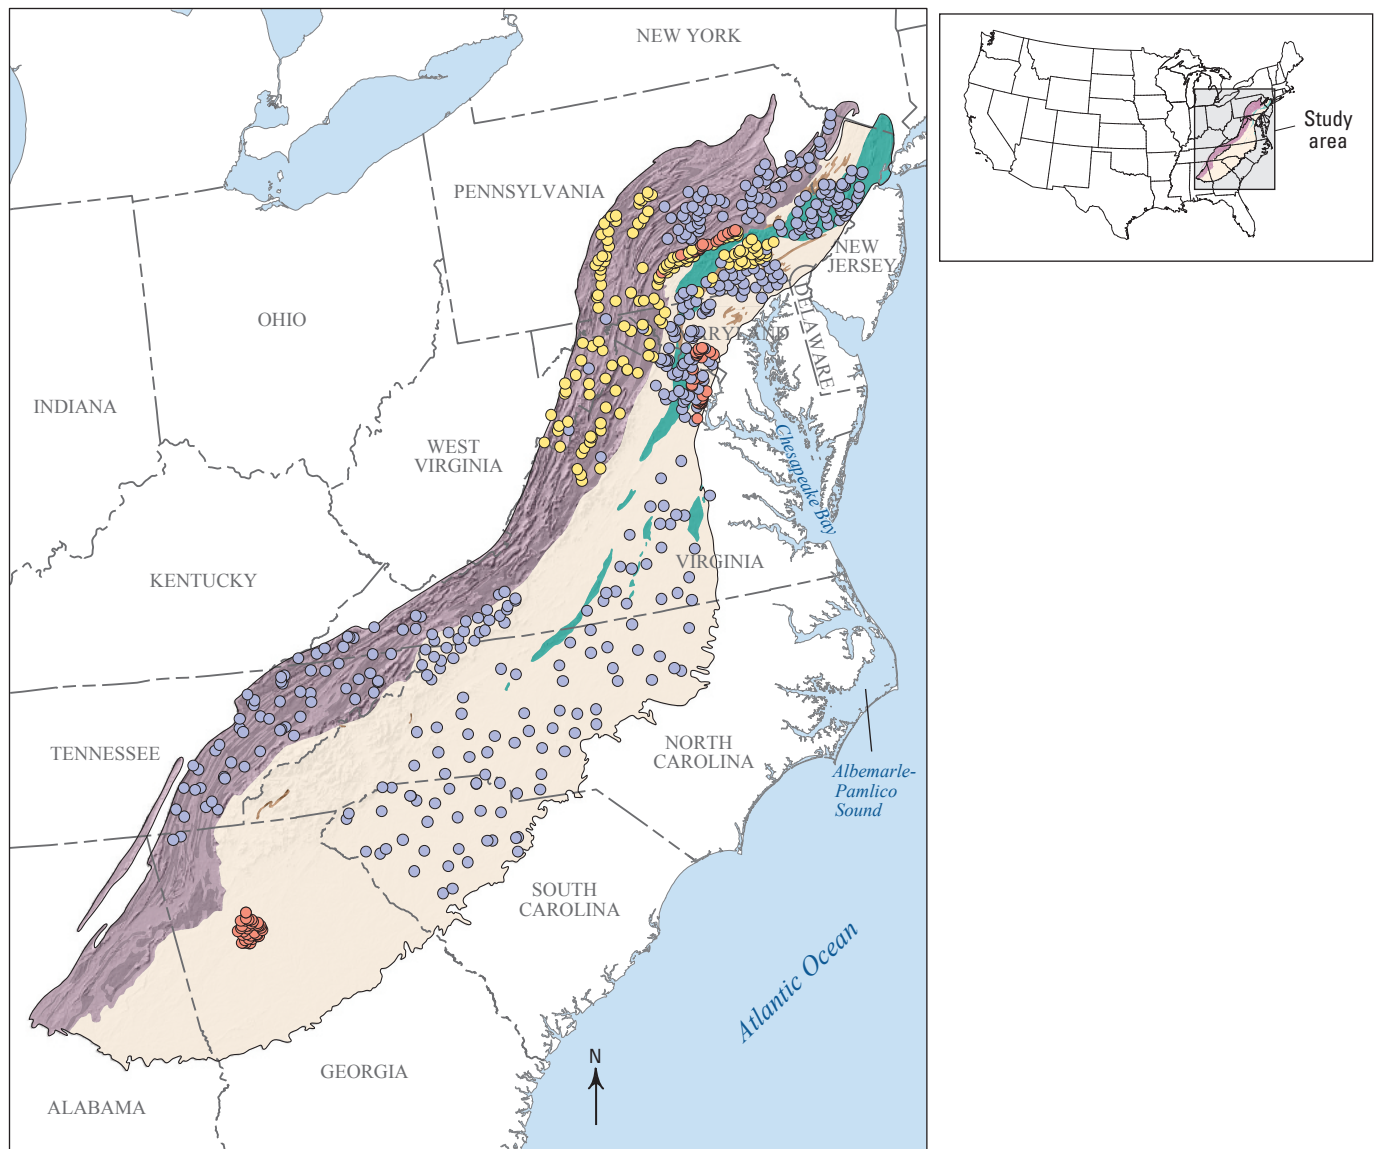 NEW YORK
PENNSYLVANIA
NEW
JERSEY
OHIO
MARYLAND
DELAWARE
INDIANA
WEST
VIRGINIA
Chesapeake Bay
KENTUCKY
VIRGINIA
TENNESSEE
NORTH
CAROLINA
Albemarle-
Pamlico
Sound
SOUTH
CAROLINA
Atlantic Ocean
N
GEORGIA
ALABAMA
Study
area